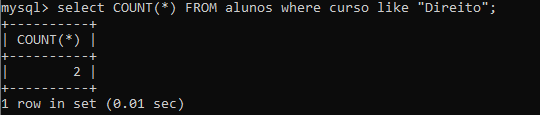 mysql> select COUNT(*) FROM alunos where curso like "Direito";
+----------+
| COUNT(*) |
+----------+
|        2 |
+----------+
1 row in set (0.01 sec)